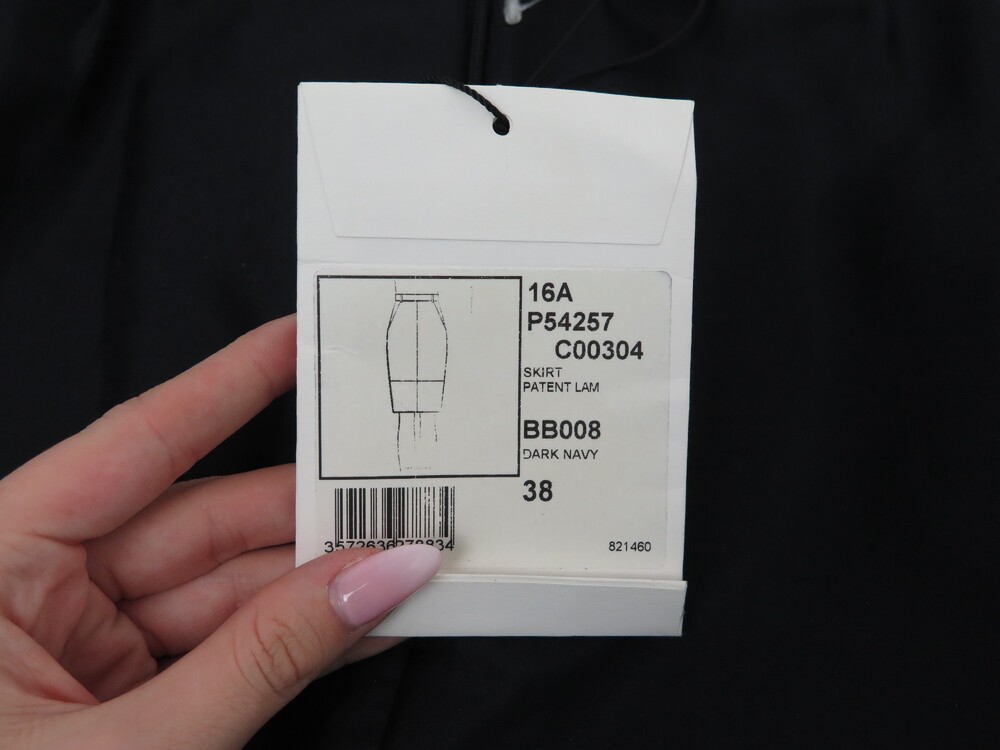 16A
P54257
C00304
SKIRT
PATENT LAM
BB008
DARK NAVY
38
821460